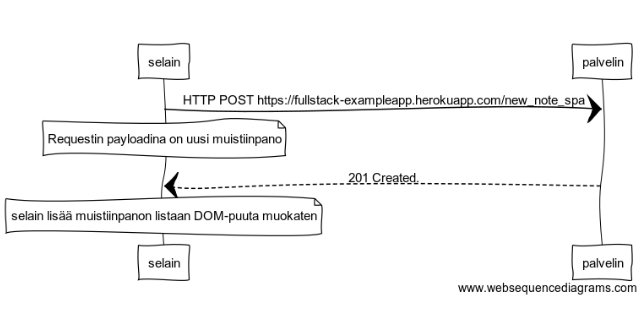 selain
palvelin
HTTP POST https://fullstack-exampleapp.herokuapp.com/new_note_spa
Requestin payloadina on uusi muistiinpano
201 Created.
selain lisää muistiinpanon listaan DOM-puuta muokaten
selain
palvelin
www.websequencediagrams.com